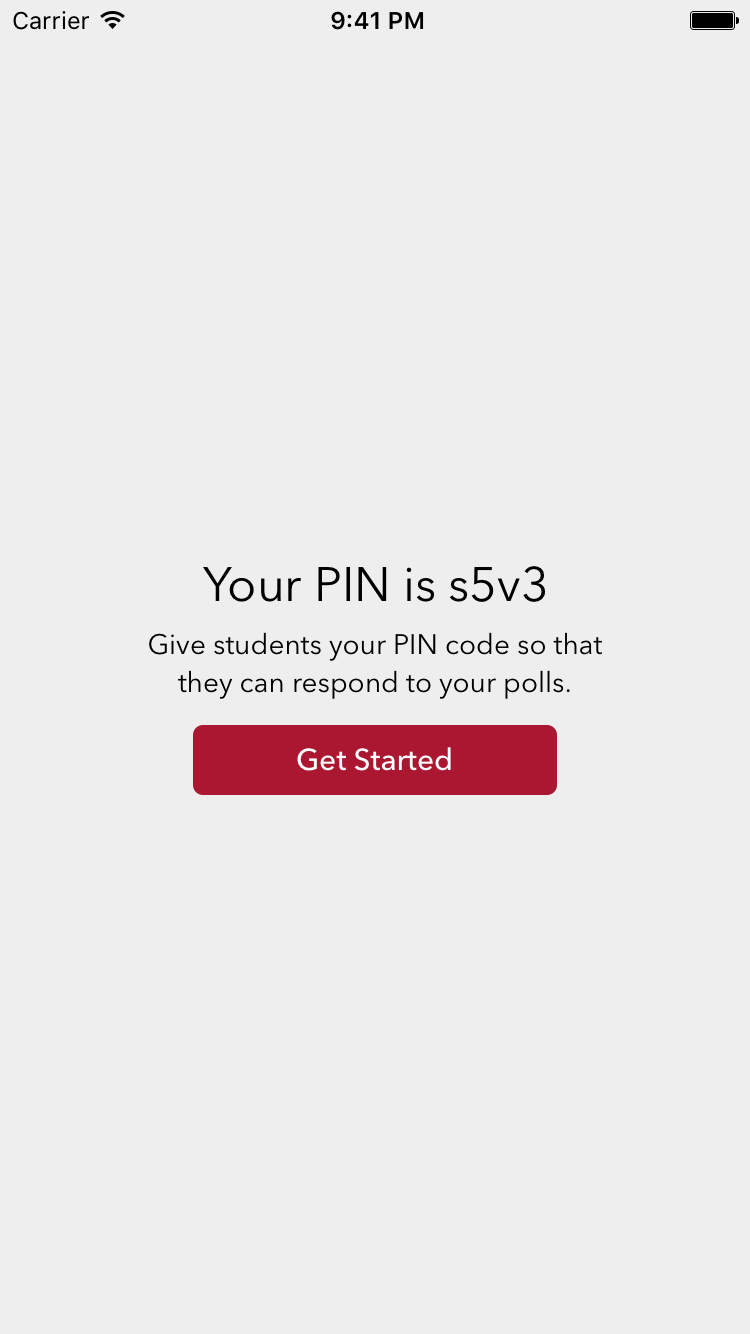 Carrier 9:41 PM
Your PIN is s5v3
Give students your PIN code so that
they can respond to your polls.
Get Started